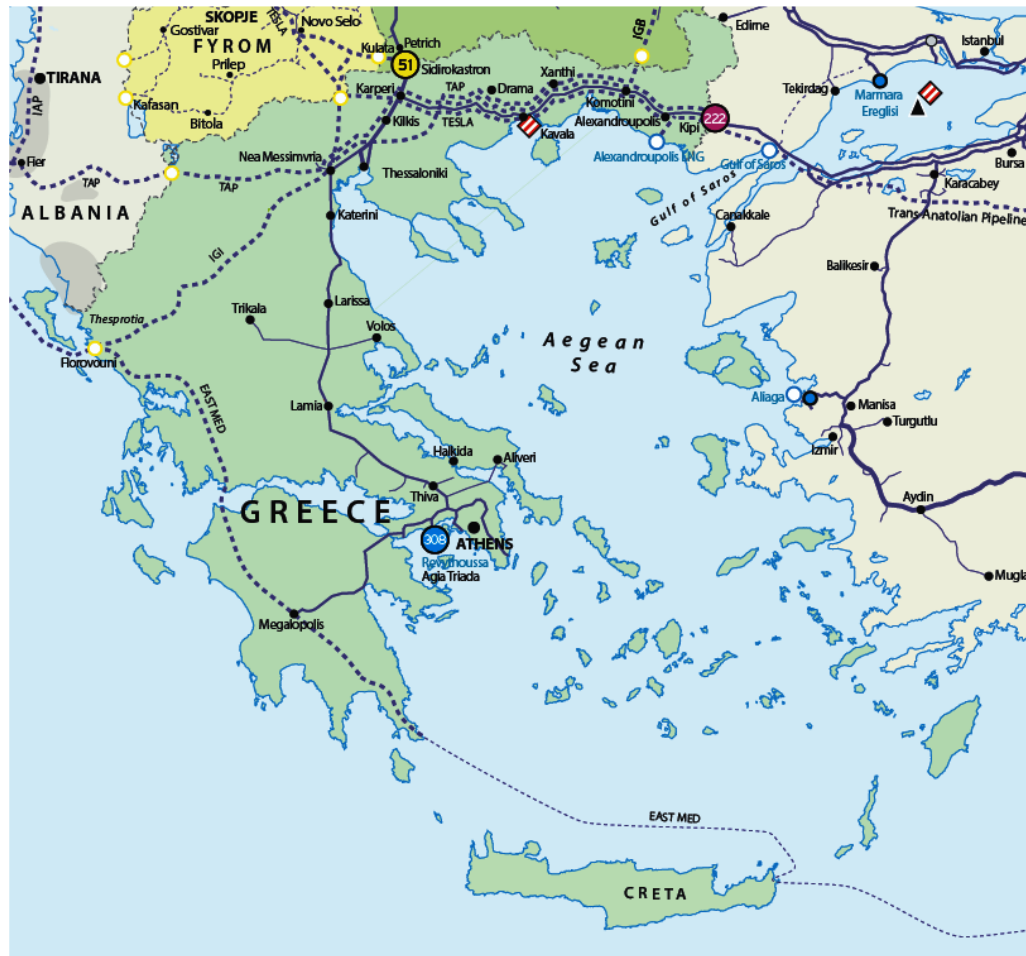 SKOPJE
Gostivar
TESLA
Novo Selo
FYROM
Prilep
Kulata
Petrich
51
Sidirokastron
IGB
Edirne
Istanbul
TIRANA
IAP
Kafasan
Bitola
Karperi
TAP
Drama
Xanthi
Tekirdag
Marmara
Ereglisi
Kilkis
TESLA
Kavala
Komotini
Alexandroupolis
Kipi
222
Fier
TAP
TAP
Nea Messimvria
Thessaloniki
Alexandroupolis LNG
Gulf of Saros
Bursa
Karacabey
ALBANIA
Katerini
Gulf of Saros
Canakkale
Trans Anatolian Pipeline
IGI
Balikesir
Thesprotia
Trikala
Larissa
Volos
Aegean
Sea
Florovouni
EAST MED
Lamia
Aliaga
Manisa
Turgutlu
Izmir
Halkida
Aliveri
Thiva
GREECE
Aydin
308
ATHENS
Revythoussa
Agia Triada
Mugla
Megalopolis
EAST MED
CRETA